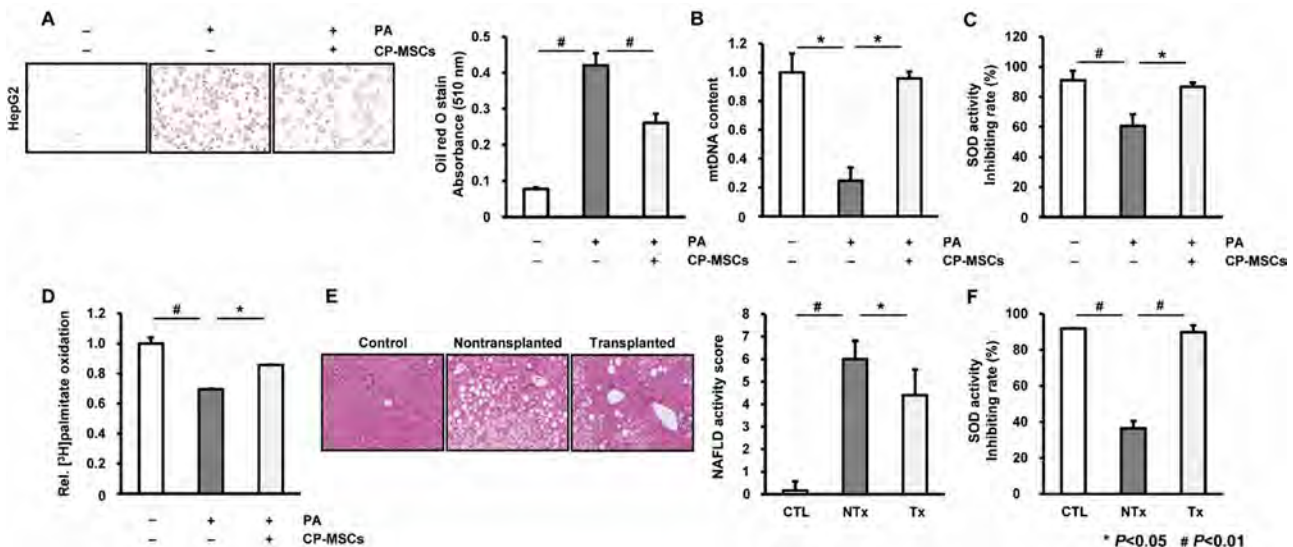 A
– + + PA
– – + CP-MSCs
HepG2
Oil red O stain
Absorbance (510 nm)
0.5
0.4
0.3
0.2
0.1
0
# #
– + + PA
– – + CP-MSCs
B
mtDNA content
1.2
1.0
0.8
0.6
0.4
0.2
0
* *
– + + PA
– – + CP-MSCs
C
SOD activity
Inhibiting rate (%)
120
100
80
60
40
20
0
# *
– + + PA
– – + CP-MSCs
D
Rel. [³H]palmitate oxidation
1.2
1.0
0.8
0.6
0.4
0.2
0
# *
– + + PA
– – + CP-MSCs
E
Control Nontransplanted Transplanted
NAFLD activity score
8
7
6
5
4
3
2
1
0
# *
CTL NTx Tx
F
SOD activity
Inhibiting rate (%)
100
80
60
40
20
0
# #
CTL NTx Tx
* P<0.05 # P<0.01